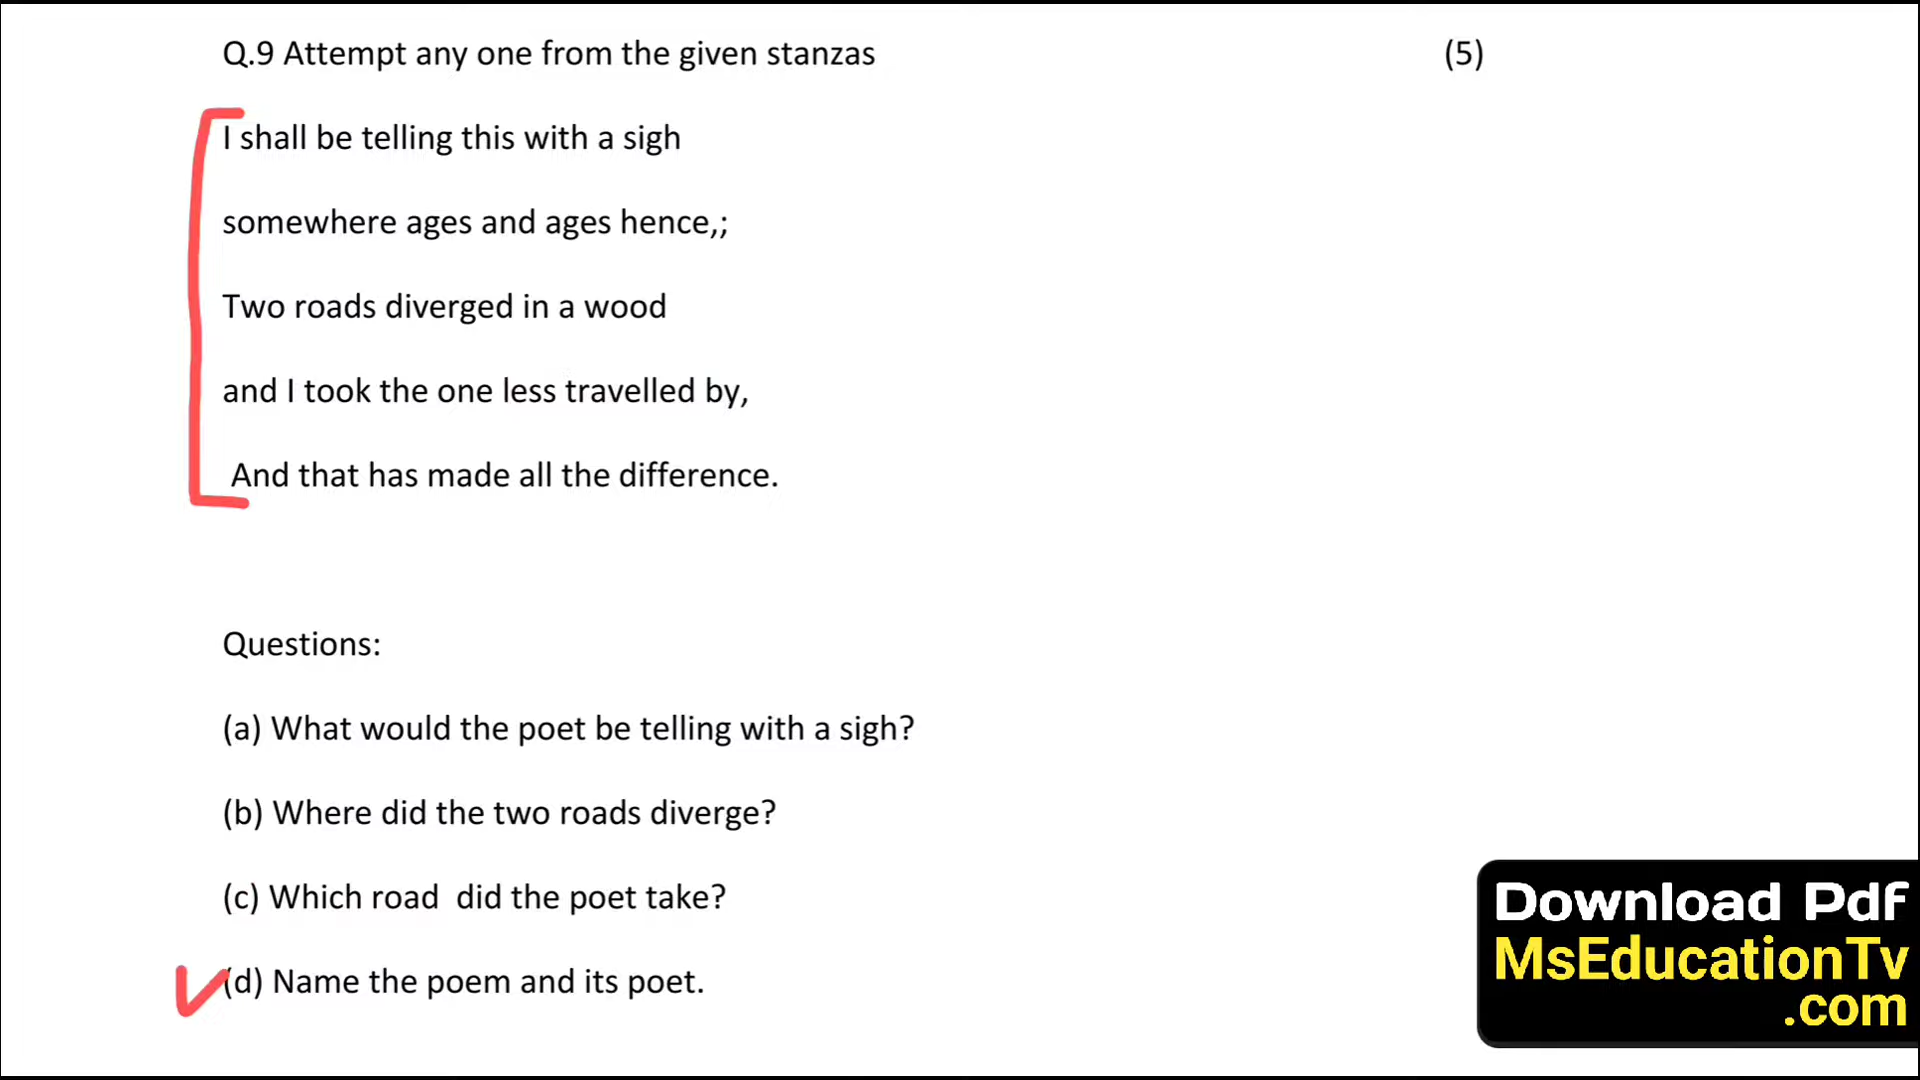 Q.9 Attempt any one from the given stanzas (5)
I shall be telling this with a sigh
somewhere ages and ages hence,;
Two roads diverged in a wood
and I took the one less travelled by,
And that has made all the difference.
Questions:
(a) What would the poet be telling with a sigh?
(b) Where did the two roads diverge?
(c) Which road  did the poet take?
(d) Name the poem and its poet.
Download Pdf
MsEducationTv
.com